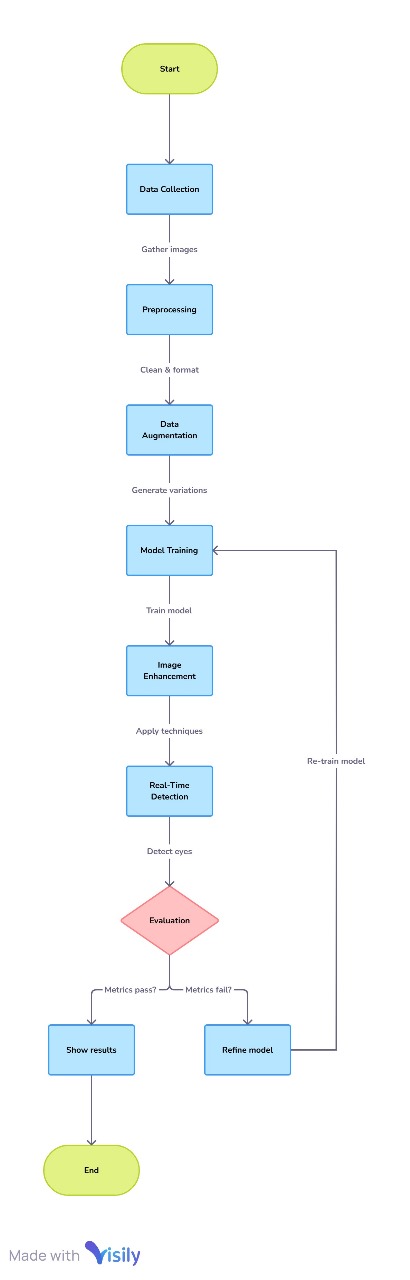 Start
Data Collection
Gather images
Preprocessing
Clean & format
Data
Augmentation
Generate variations
Model Training
Train model
Image
Enhancement
Apply techniques
Re-train model
Real-Time
Detection
Detect eyes
Evaluation
Metrics pass?
Metrics fail?
Show results
Refine model
End
Made with Visily